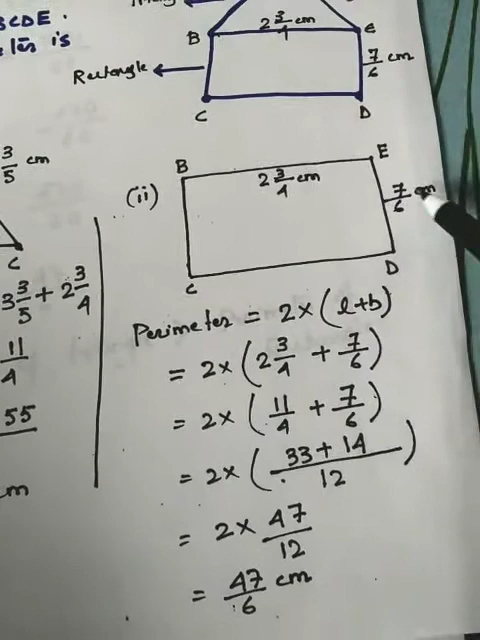 BCDE.
is
2 3/4 cm
B
E
Rectangle
7/6 cm
C
D
3/5 cm
(ii)
B
E
2 3/4 cm
7/6 cm
C
D
C
3 3/5 + 2 3/4
11/4
55
m
Perimeter = 2 × (l+b)
= 2 × (2 3/4 + 7/6)
= 2 × (11/4 + 7/6)
= 2 × (33 + 14/12)
= 2 × 47/12
= 47/6 cm